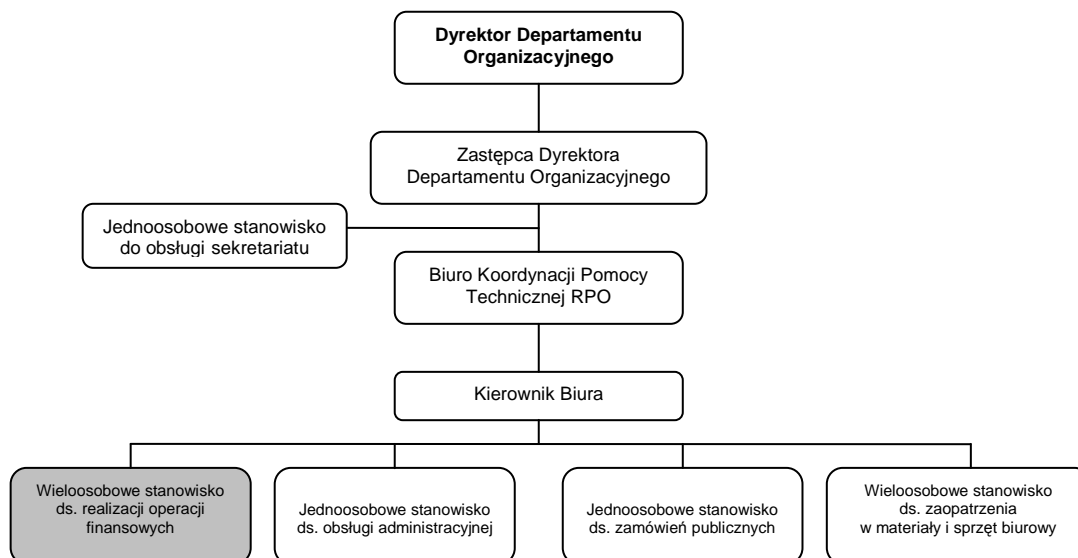 Dyrektor Departamentu
Organizacyjnego
Zastępca Dyrektora
Departamentu Organizacyjnego
Jednoosobowe stanowisko
do obsługi sekretariatu
Biuro Koordynacji Pomocy
Technicznej RPO
Kierownik Biura
Wieloosobowe stanowisko
ds. realizacji operacji
finansowych
Jednoosobowe stanowisko
ds. obsługi administracyjnej
Jednoosobowe stanowisko
ds. zamówień publicznych
Wieloosobowe stanowisko
ds. zaopatrzenia
w materiały i sprzęt biurowy